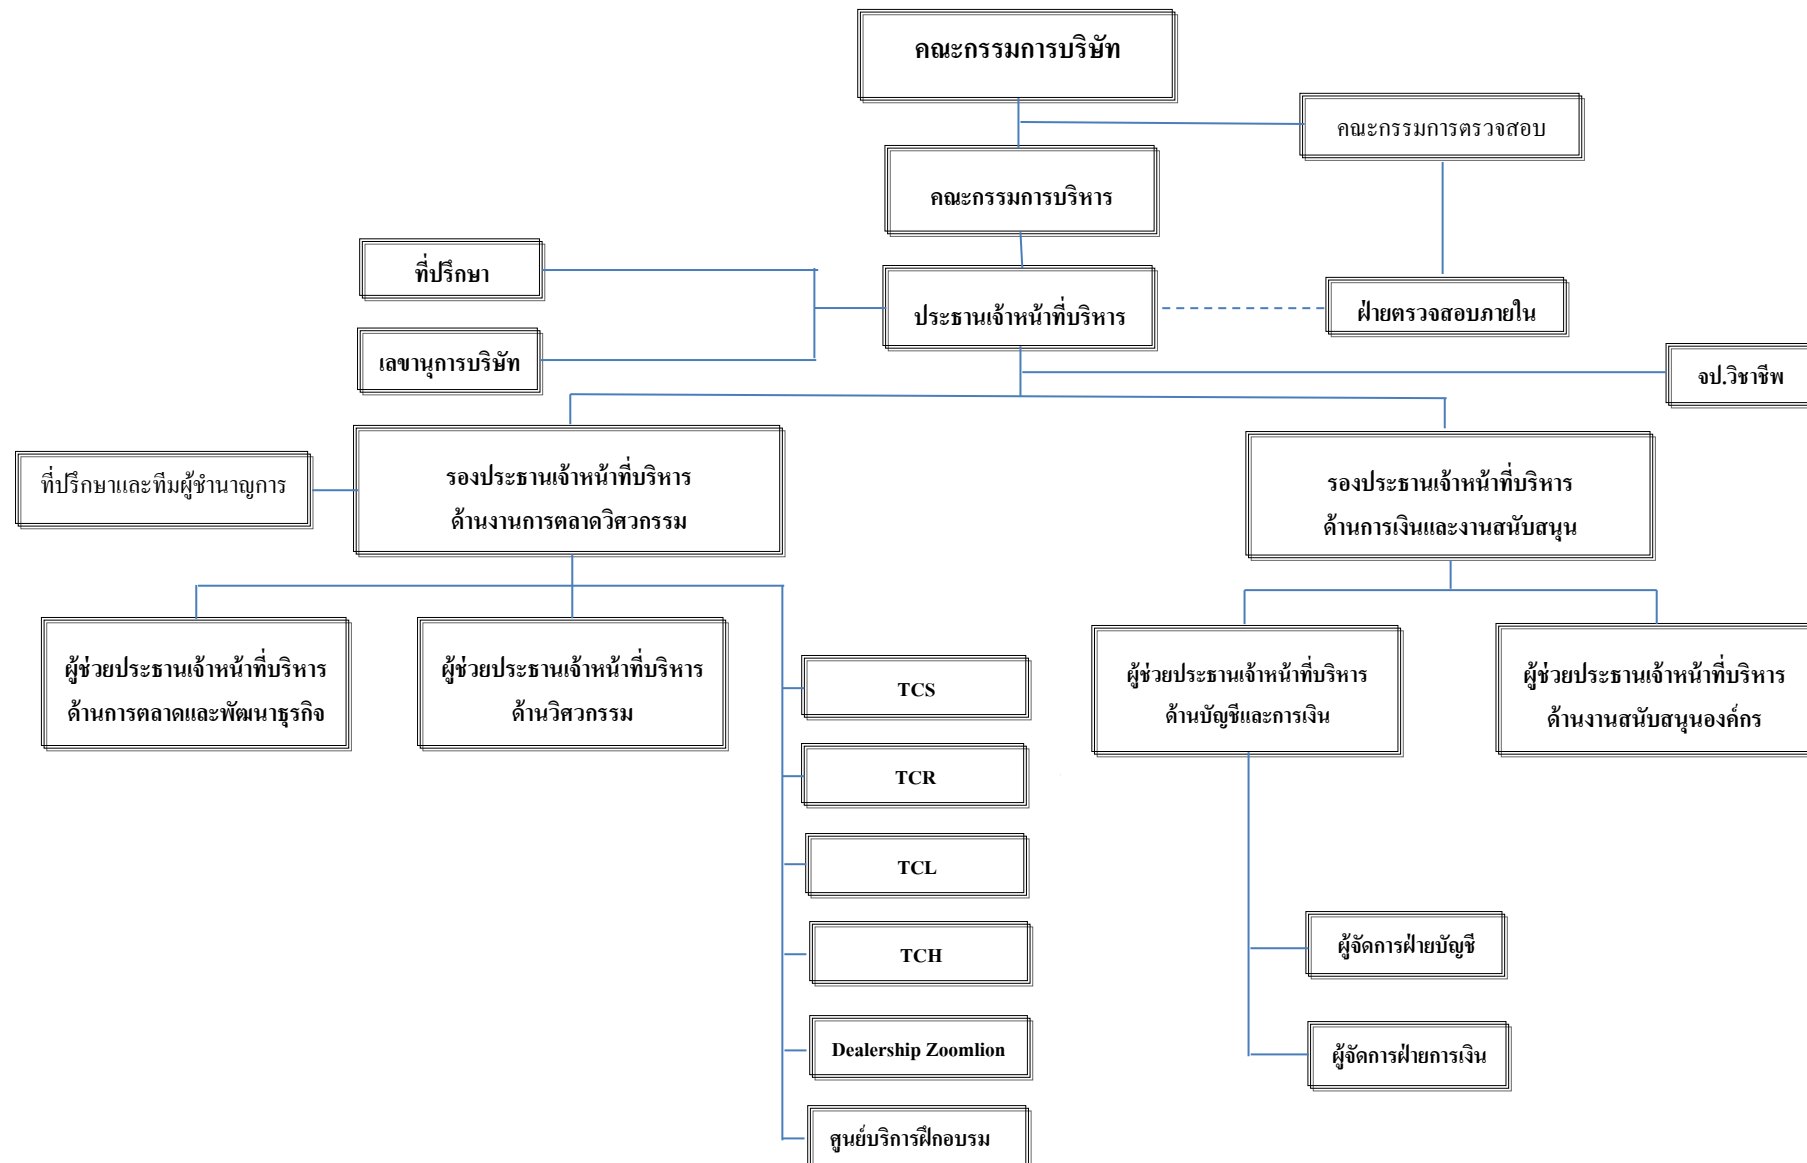 คณะกรรมการบริษัท
คณะกรรมการตรวจสอบ
คณะกรรมการบริหาร
ที่ปรึกษา
ประธานเจ้าหน้าที่บริหาร
ฝ่ายตรวจสอบภายใน
เลขานุการบริษัท
จป.วิชาชีพ
ที่ปรึกษาและทีมผู้ชำนาญการ
รองประธานเจ้าหน้าที่บริหาร
ด้านงานการตลาดวิศวกรรม
รองประธานเจ้าหน้าที่บริหาร
ด้านการเงินและงานสนับสนุน
ผู้ช่วยประธานเจ้าหน้าที่บริหาร
ด้านการตลาดและพัฒนาธุรกิจ
ผู้ช่วยประธานเจ้าหน้าที่บริหาร
ด้านวิศวกรรม
ผู้ช่วยประธานเจ้าหน้าที่บริหาร
ด้านบัญชีและการเงิน
ผู้ช่วยประธานเจ้าหน้าที่บริหาร
ด้านงานสนับสนุนองค์กร
TCS
TCR
TCL
TCH
Dealership Zoomlion
ศูนย์บริการฝึกอบรม
ผู้จัดการฝ่ายบัญชี
ผู้จัดการฝ่ายการเงิน